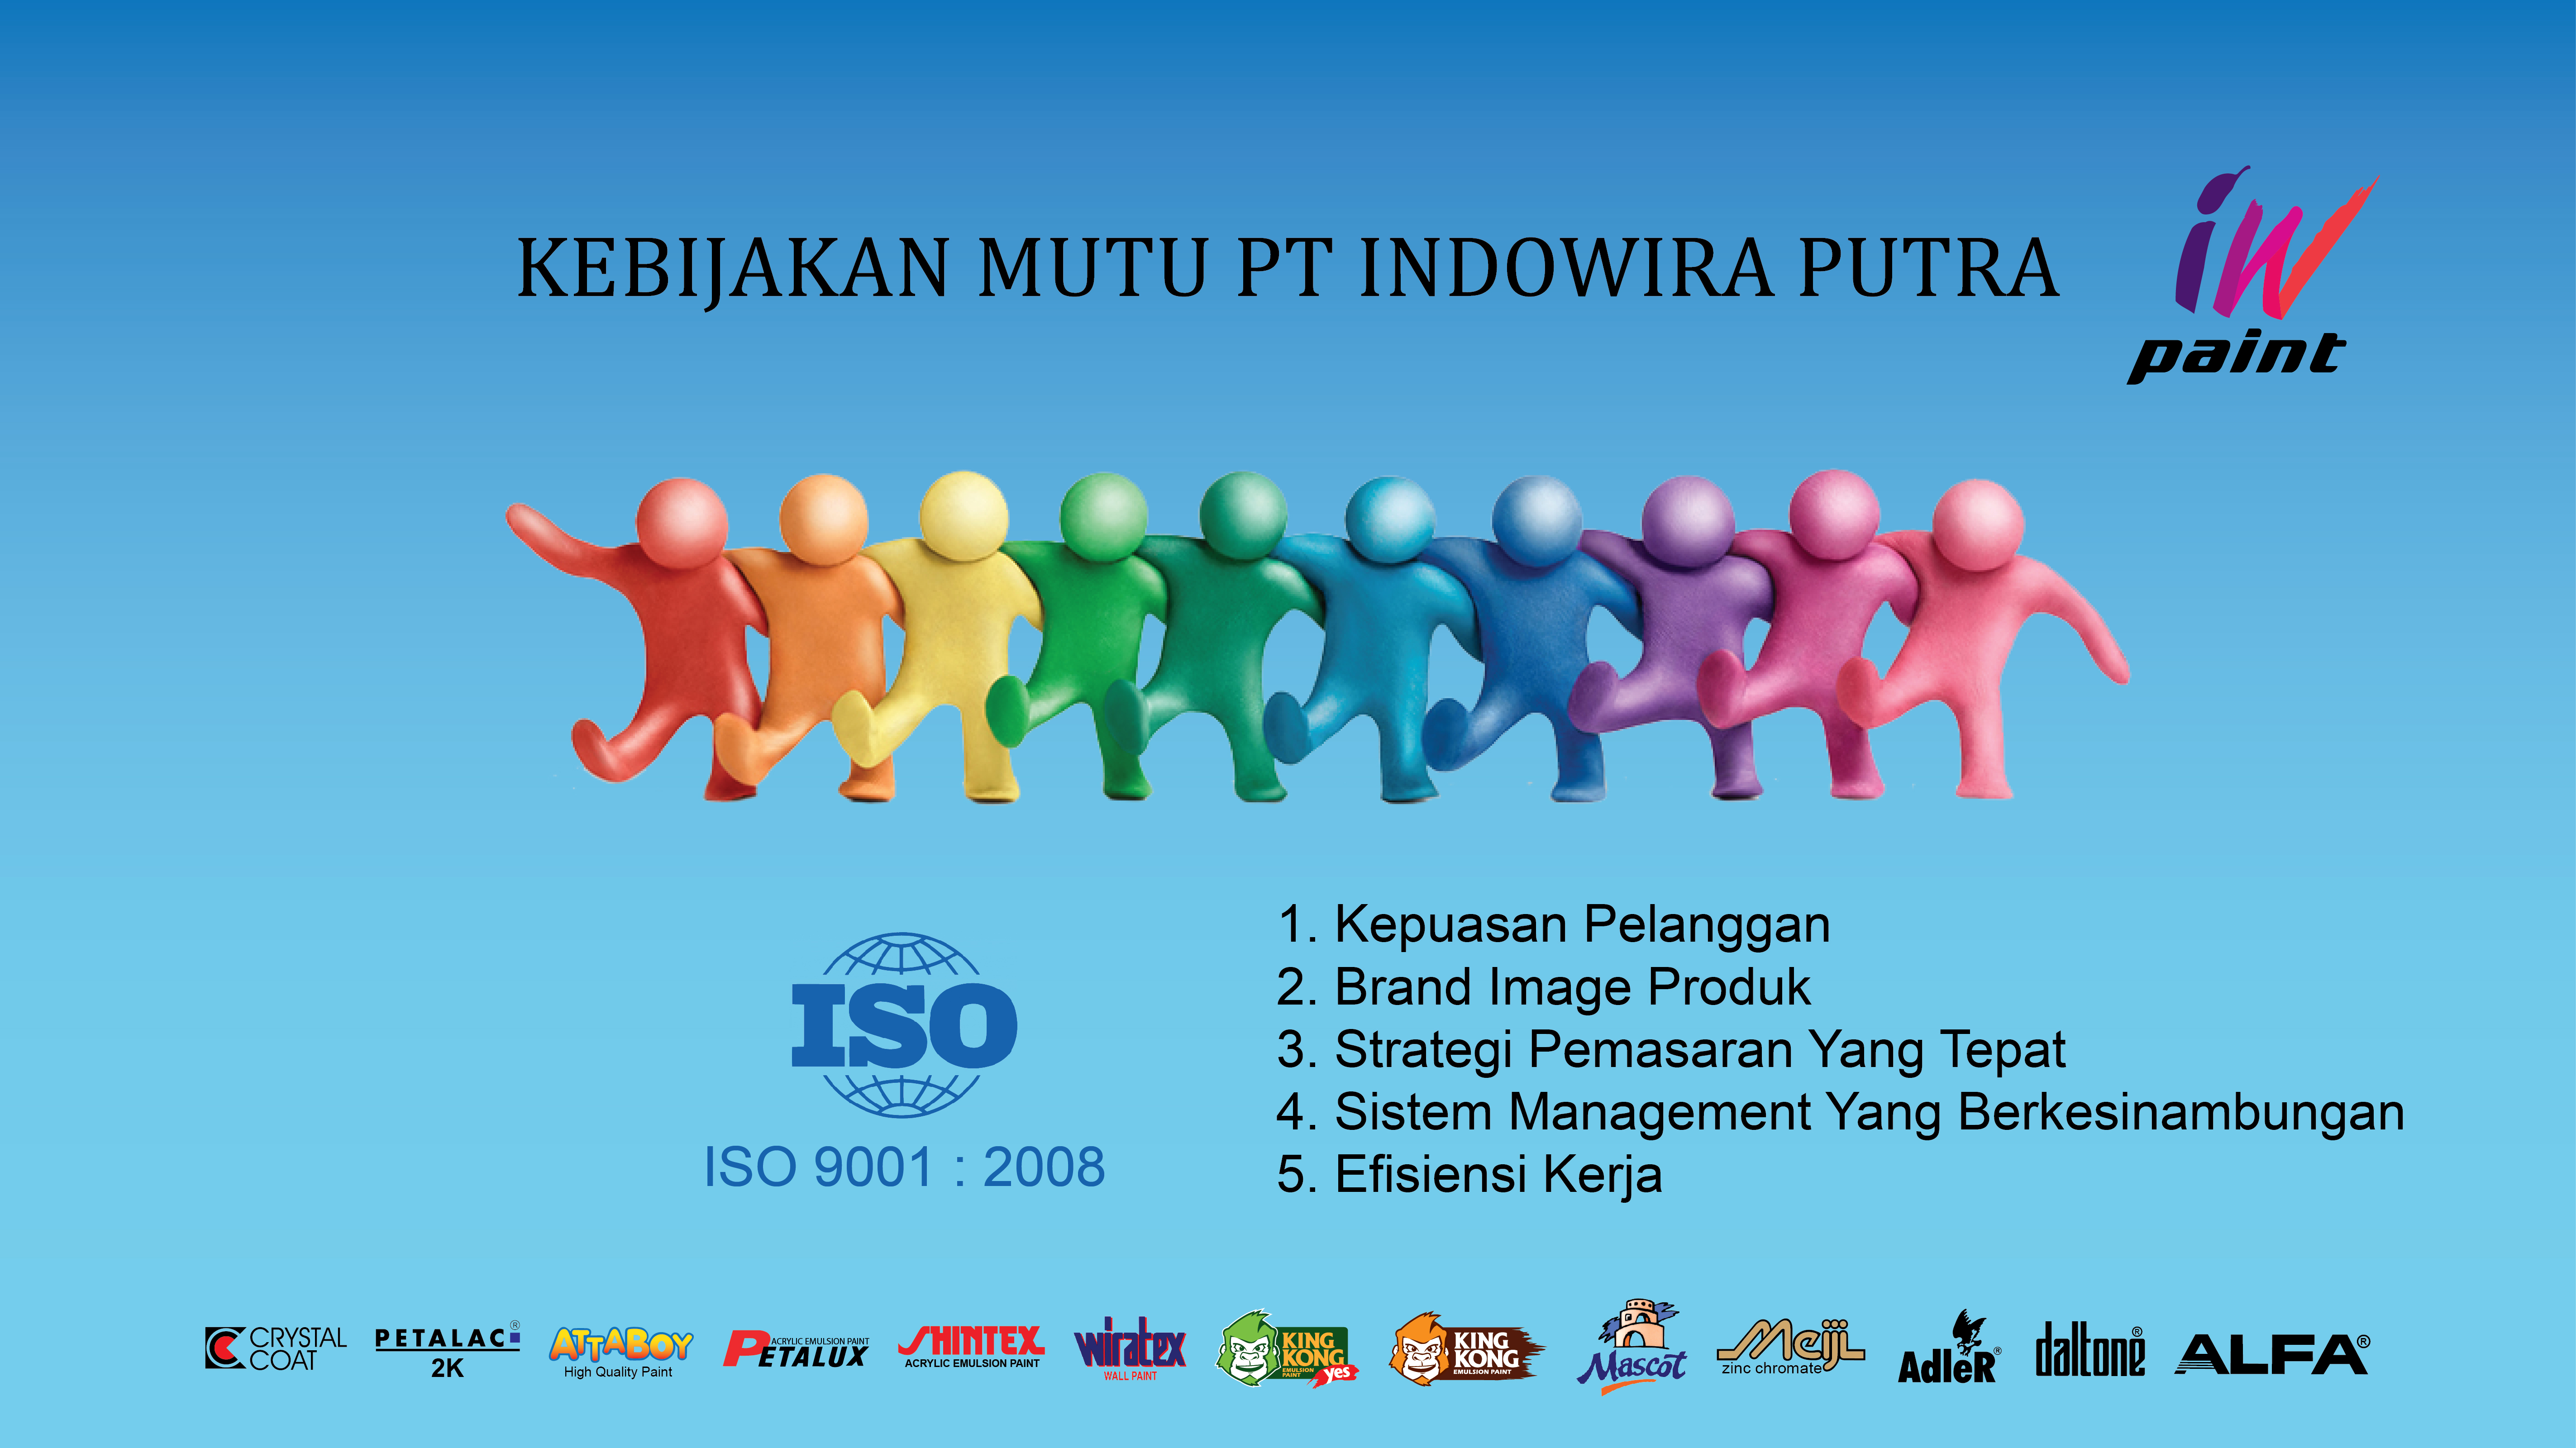 KEBIJAKAN MUTU PT INDOWIRA PUTRA
iW
paint
ISO
ISO 9001 : 2008
1. Kepuasan Pelanggan
2. Brand Image Produk
3. Strategi Pemasaran Yang Tepat
4. Sistem Management Yang Berkesinambungan
5. Efisiensi Kerja
CRYSTAL
COAT
PETALAC®
2K
ATTABOY
High Quality Paint
ACRYLIC EMULSION PAINT
PETALUX
SHINTEX
ACRYLIC EMULSION PAINT
wiratex
WALL PAINT
KING
KONG
EMULSION
PAINT
yes
KING
KONG
EMULSION PAINT
Mascot
Meiji
zinc chromate
AdleR®
daltone®
ALFA®